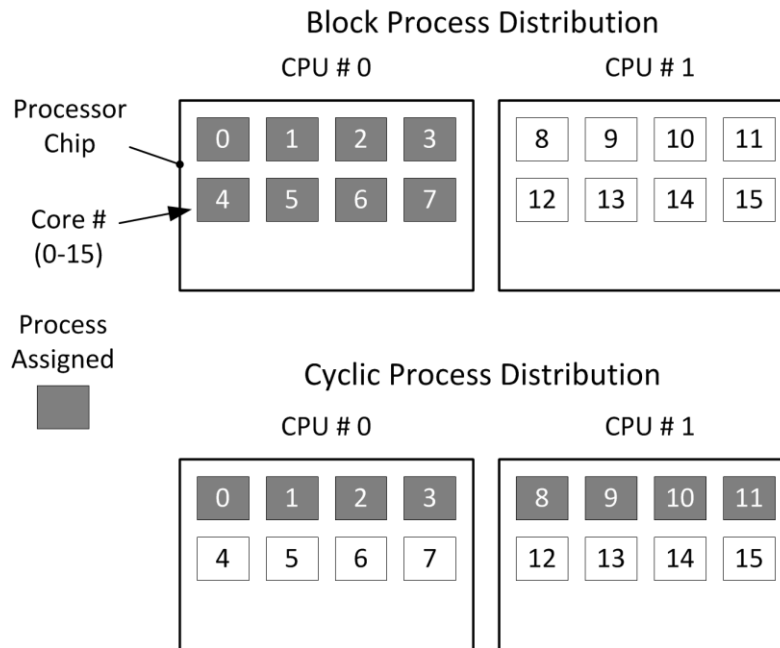 Block Process Distribution
CPU # 0
CPU # 1
Processor
Chip
0 1 2 3
8 9 10 11
Core #
(0-15)
4 5 6 7
12 13 14 15
Process
Assigned
Cyclic Process Distribution
CPU # 0
CPU # 1
0 1 2 3
8 9 10 11
4 5 6 7
12 13 14 15